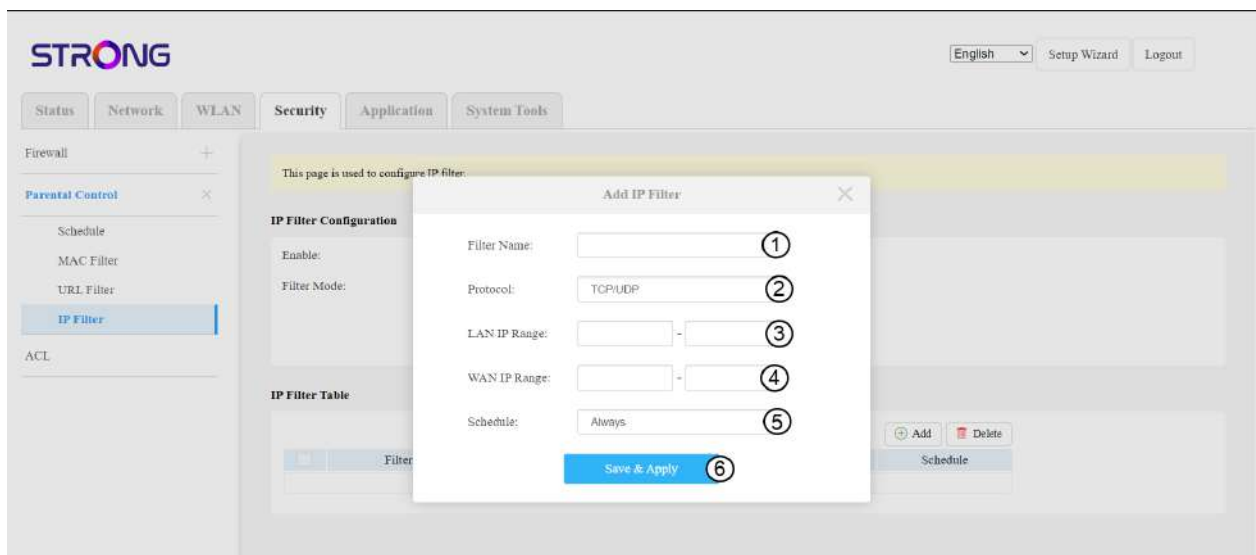 STRONG
English Setup Wizard Logout
Status Network WLAN Security Application System Tools
Firewall
Parental Control
Schedule
MAC Filter
URL Filter
IP Filter
ACL
This page is used to configure IP filter.
IP Filter Configuration
Enable:
Filter Mode:
IP Filter Table
Add Delete
Filter Schedule
Add IP Filter
Filter Name: 1
Protocol: TCP/UDP 2
LAN IP Range: - 3
WAN IP Range: - 4
Schedule: Always 5
Save & Apply 6